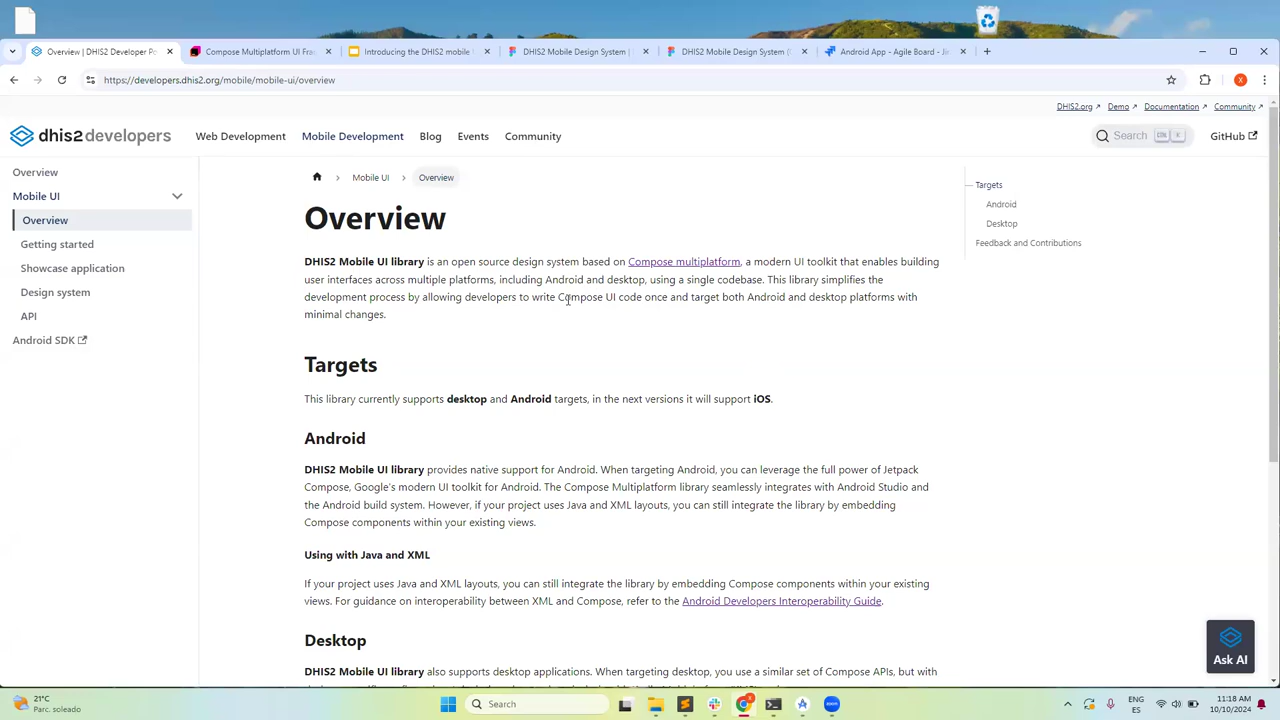 Overview | DHIS2 Developer Po
Compose Multiplatform UI Fra
Introducing the DHIS2 mobile
DHIS2 Mobile Design System |
DHIS2 Mobile Design System (
Android App - Agile Board - Ji
https://developers.dhis2.org/mobile/mobile-ui/overview
DHIS2.org
Demo
Documentation
Community
dhis2developers
Web Development
Mobile Development
Blog
Events
Community
Search
K
GitHub
Overview
Mobile UI
Overview
Getting started
Showcase application
Design system
API
Android SDK
Mobile UI
Overview
Overview
DHIS2 Mobile UI library is an open source design system based on Compose multiplatform, a modern UI toolkit that enables building
user interfaces across multiple platforms, including Android and desktop, using a single codebase. This library simplifies the
development process by allowing developers to write Compose UI code once and target both Android and desktop platforms with
minimal changes.
Targets
This library currently supports desktop and Android targets, in the next versions it will support iOS.
Android
DHIS2 Mobile UI library provides native support for Android. When targeting Android, you can leverage the full power of Jetpack
Compose, Google's modern UI toolkit for Android. The Compose Multiplatform library seamlessly integrates with Android Studio and
the Android build system. However, if your project uses Java and XML layouts, you can still integrate the library by embedding
Compose components within your existing views.
Using with Java and XML
If your project uses Java and XML layouts, you can still integrate the library by embedding Compose components within your existing
views. For guidance on interoperability between XML and Compose, refer to the Android Developers Interoperability Guide.
Desktop
DHIS2 Mobile UI library also supports desktop applications. When targeting desktop, you use a similar set of Compose APIs, but with
Targets
Android
Desktop
Feedback and Contributions
Ask AI
21°C
Parc. soleado
Search
zoom
ENG
ES
11:18 AM
10/10/2024